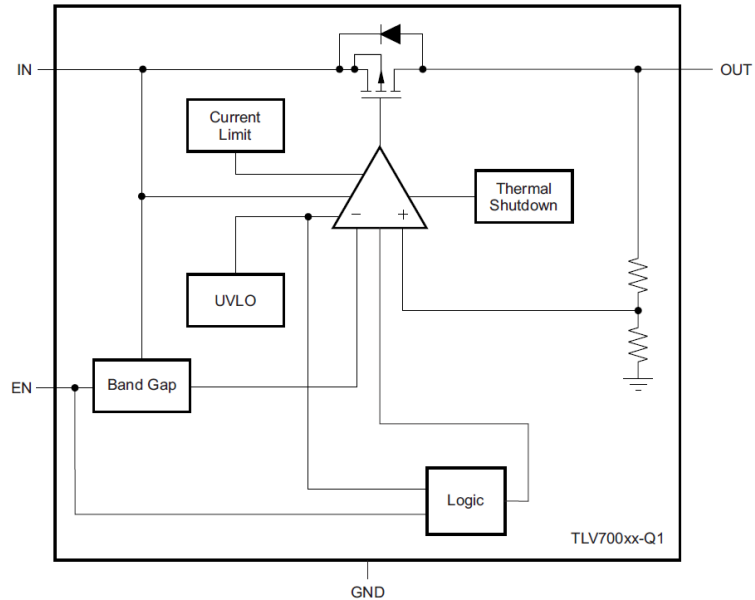 IN
OUT
Current
Limit
Thermal
Shutdown
−
+
UVLO
EN
Band Gap
Logic
TLV700xx-Q1
GND